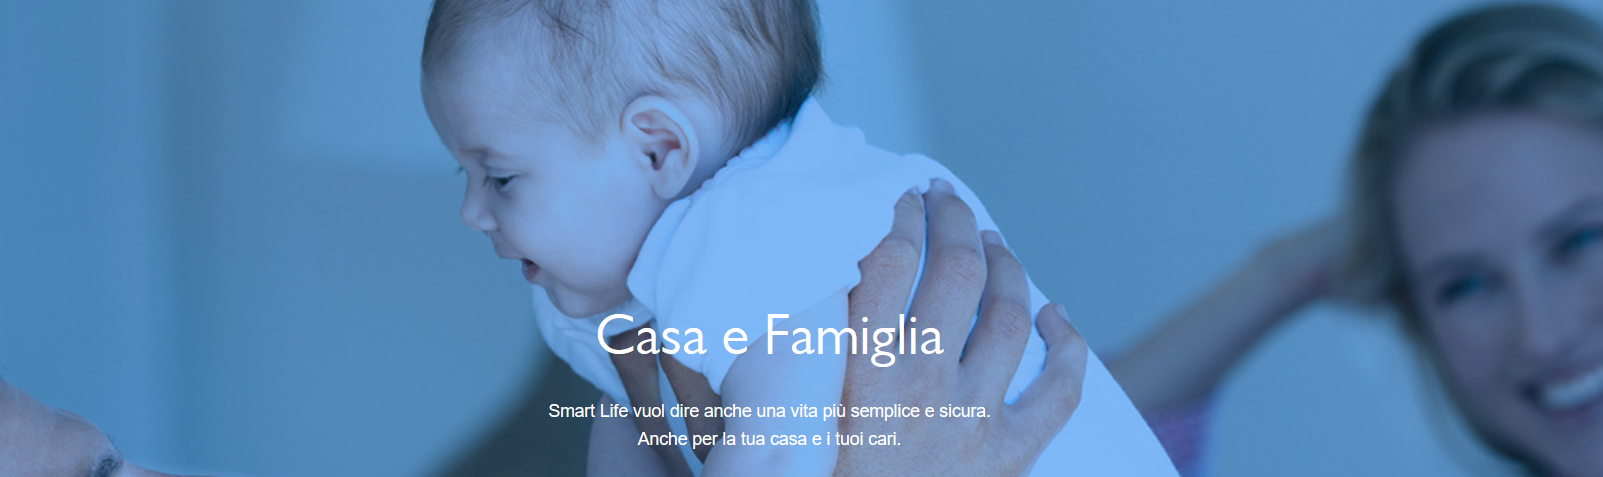 Casa e Famiglia
Smart Life vuol dire anche una vita più semplice e sicura.
Anche per la tua casa e i tuoi cari.